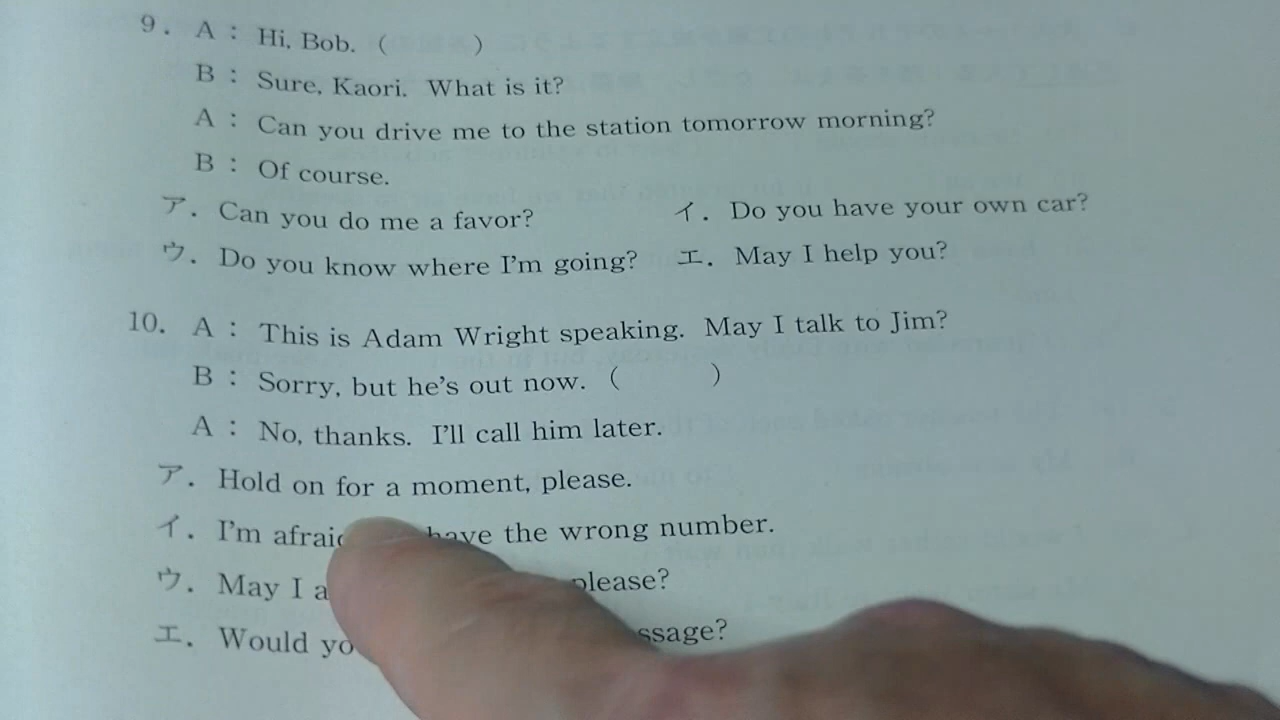 9. A : Hi, Bob. ( )
B : Sure, Kaori. What is it?
A : Can you drive me to the station tomorrow morning?
B : Of course.
ア. Can you do me a favor? イ. Do you have your own car?
ウ. Do you know where I'm going? エ. May I help you?
10. A : This is Adam Wright speaking. May I talk to Jim?
B : Sorry, but he's out now. ( )
A : No, thanks. I'll call him later.
ア. Hold on for a moment, please.
イ. I'm have the wrong number.
ウ. May I please?
エ. Would